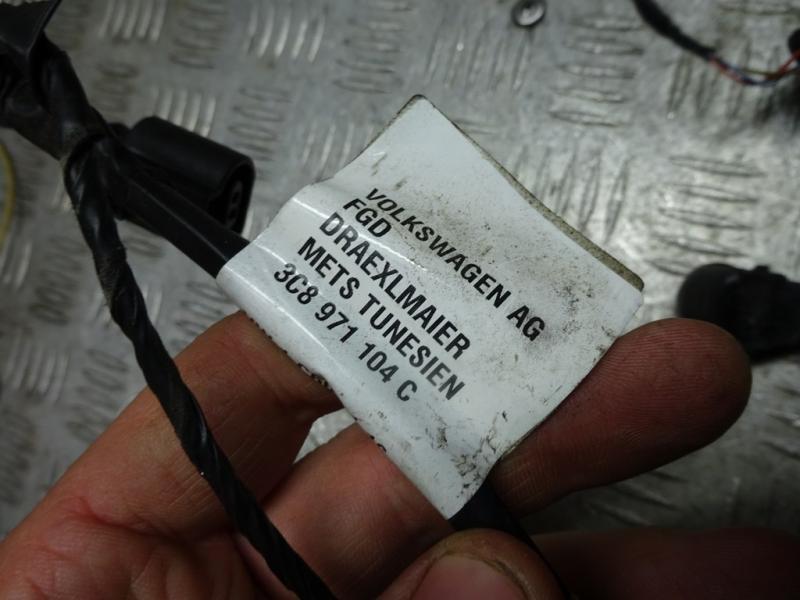 VOLKSWAGEN AG
FGD
DRAEXLMAIER
METS TUNESIEN
3C8 971 104 C